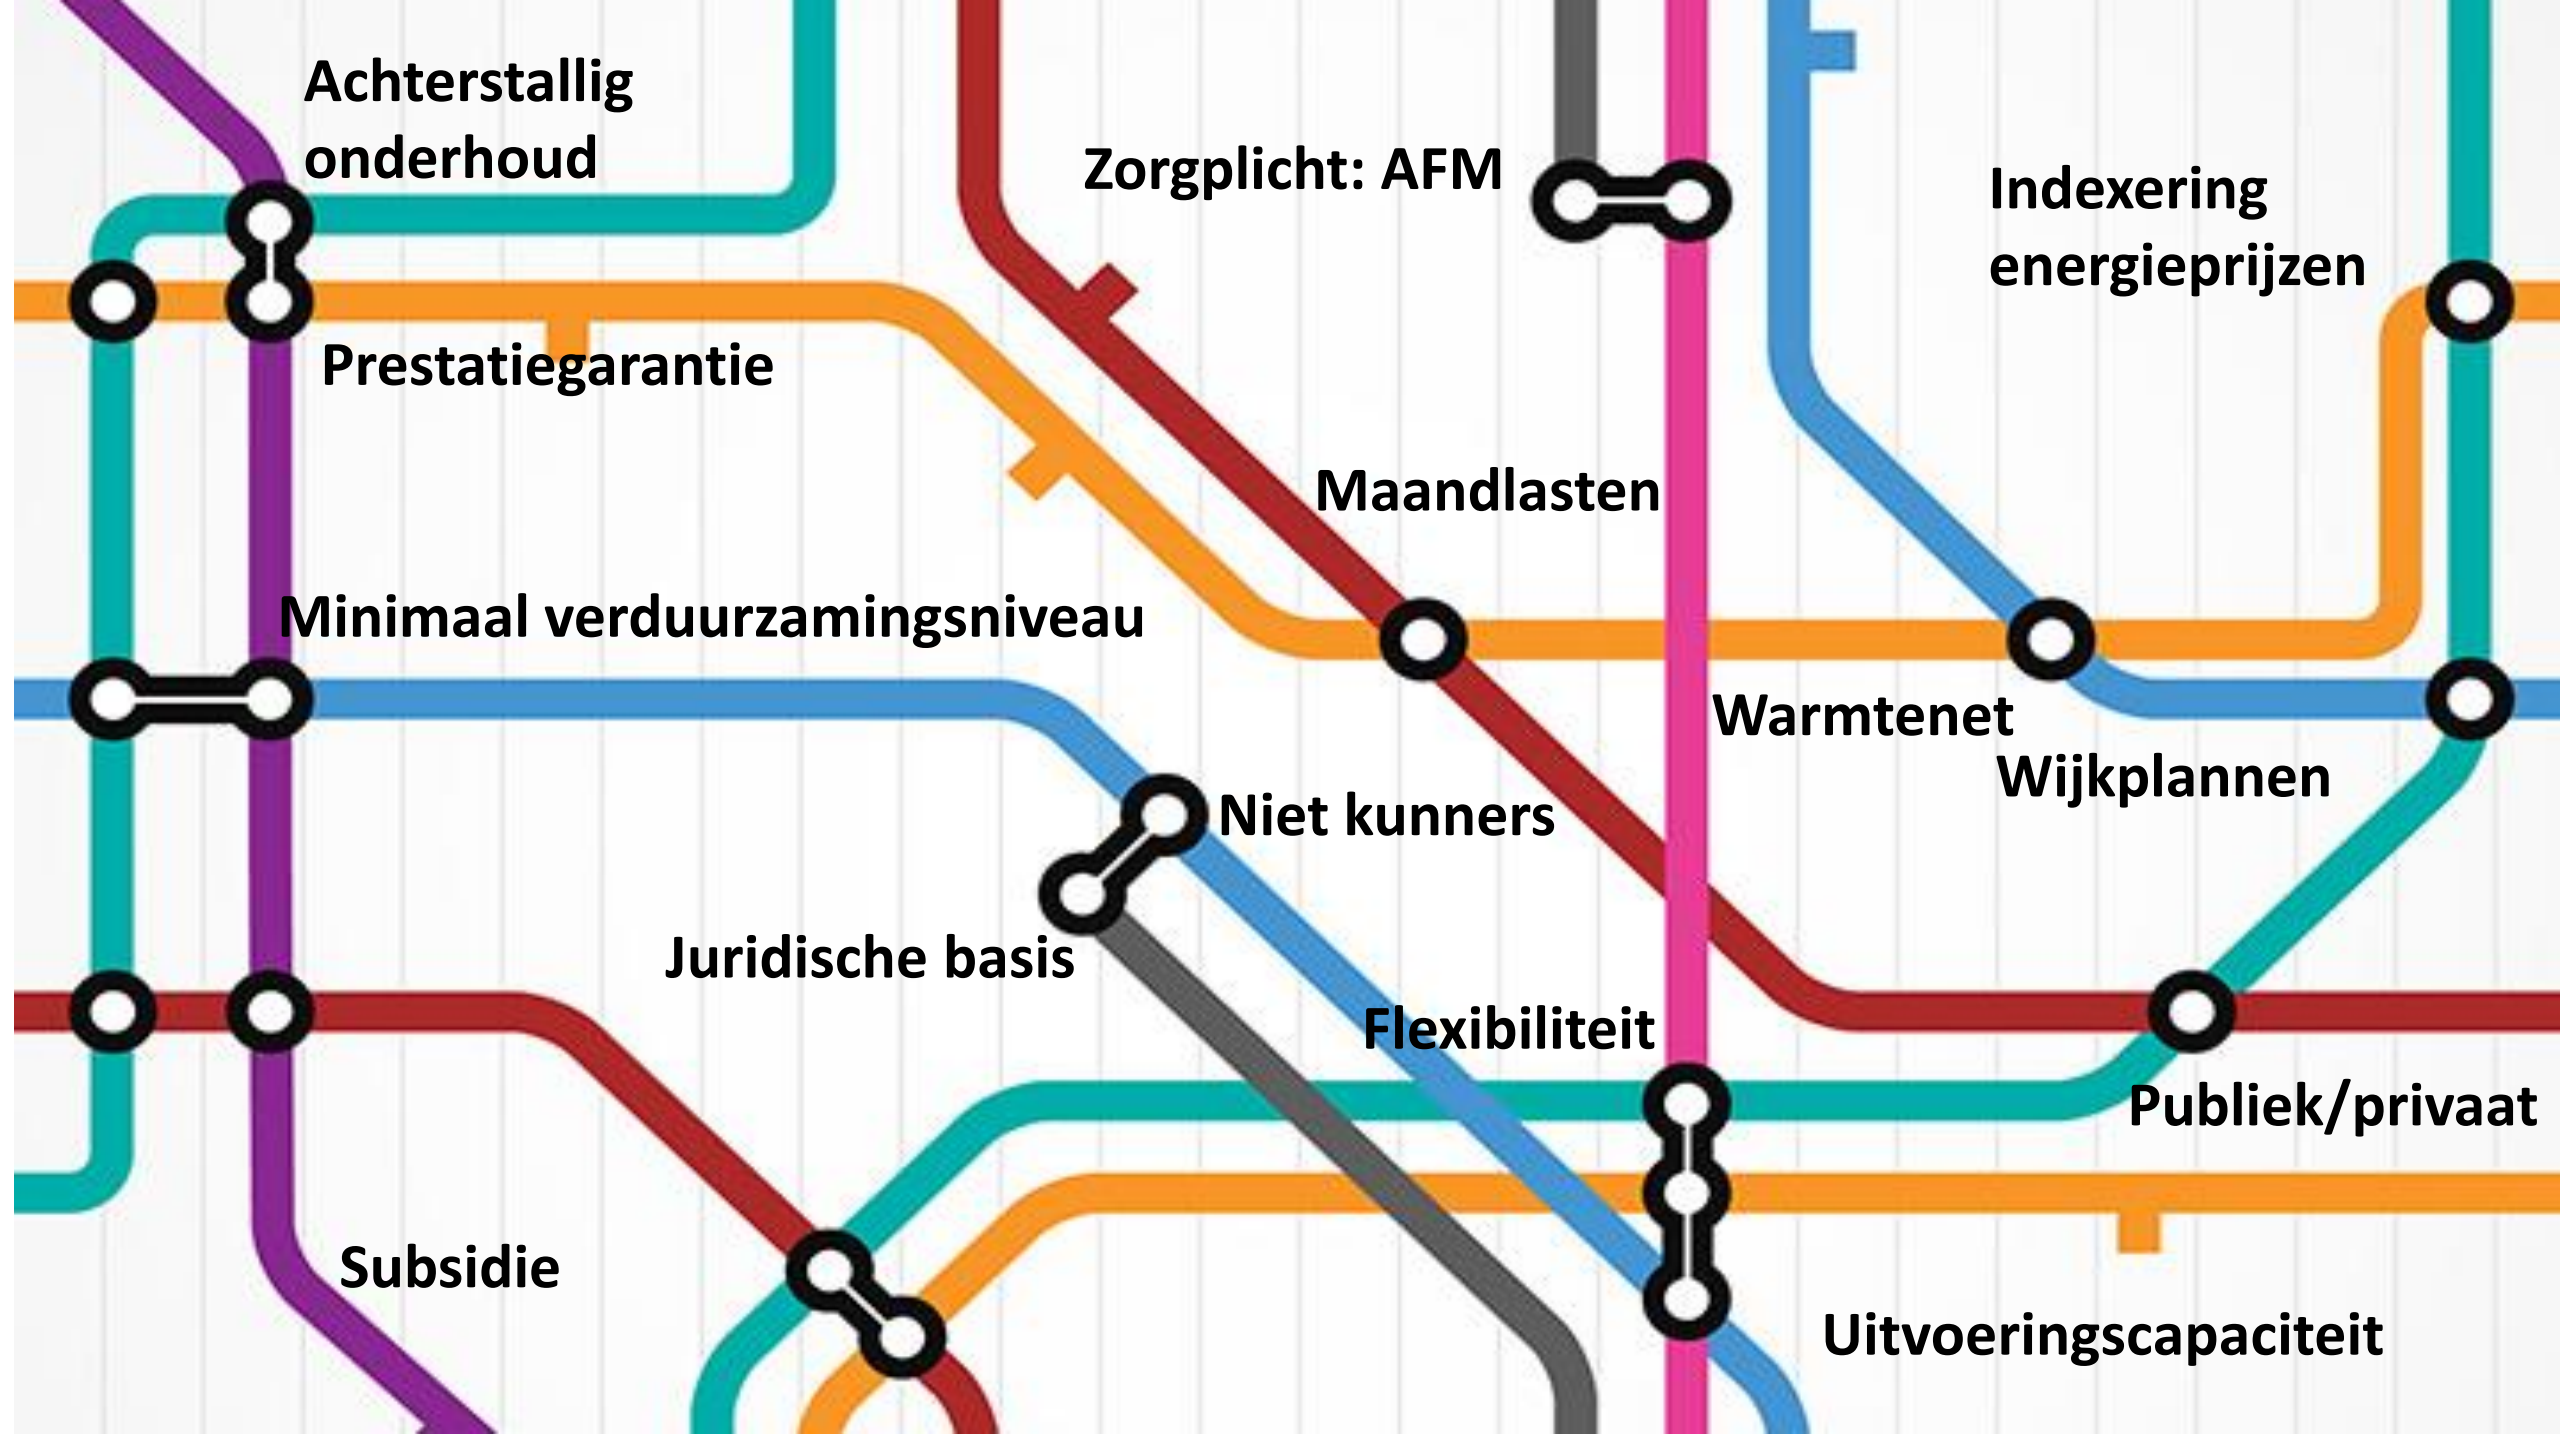 Achterstallig
onderhoud
Zorgplicht: AFM
Indexering
energieprijzen
Prestatiegarantie
Maandlasten
Minimaal verduurzamingsniveau
Warmtenet
Wijkplannen
Niet kunners
Juridische basis
Flexibiliteit
Publiek/privaat
Subsidie
Uitvoeringscapaciteit